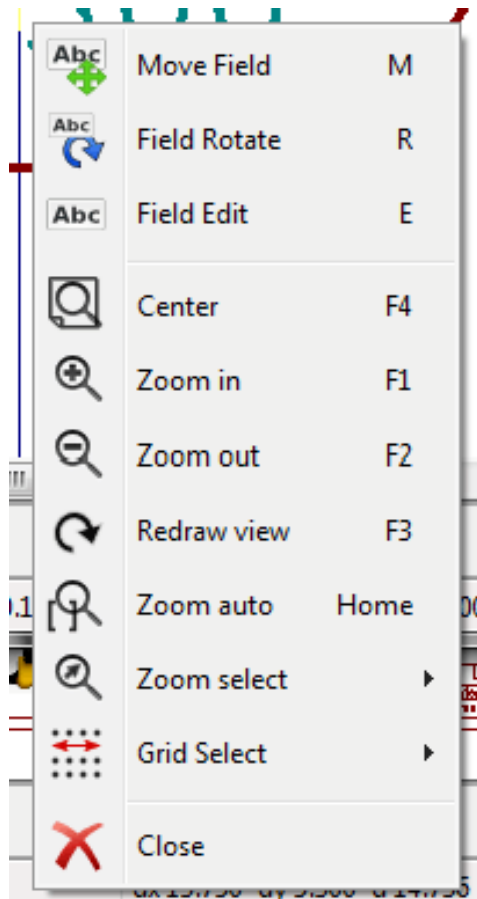 Abc Move Field M
Abc Field Rotate R
Abc Field Edit E
Center F4
Zoom in F1
Zoom out F2
Redraw view F3
Zoom auto Home
Zoom select
Grid Select
Close